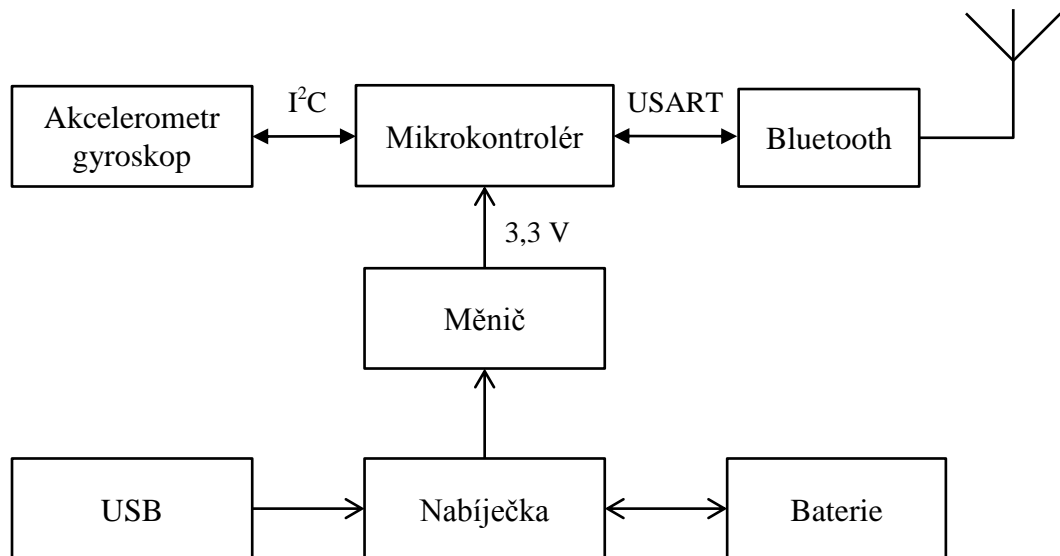 Akcelerometr
gyroskop
I²C
Mikrokontrolér
USART
Bluetooth
3,3 V
Měnič
USB
Nabíječka
Baterie